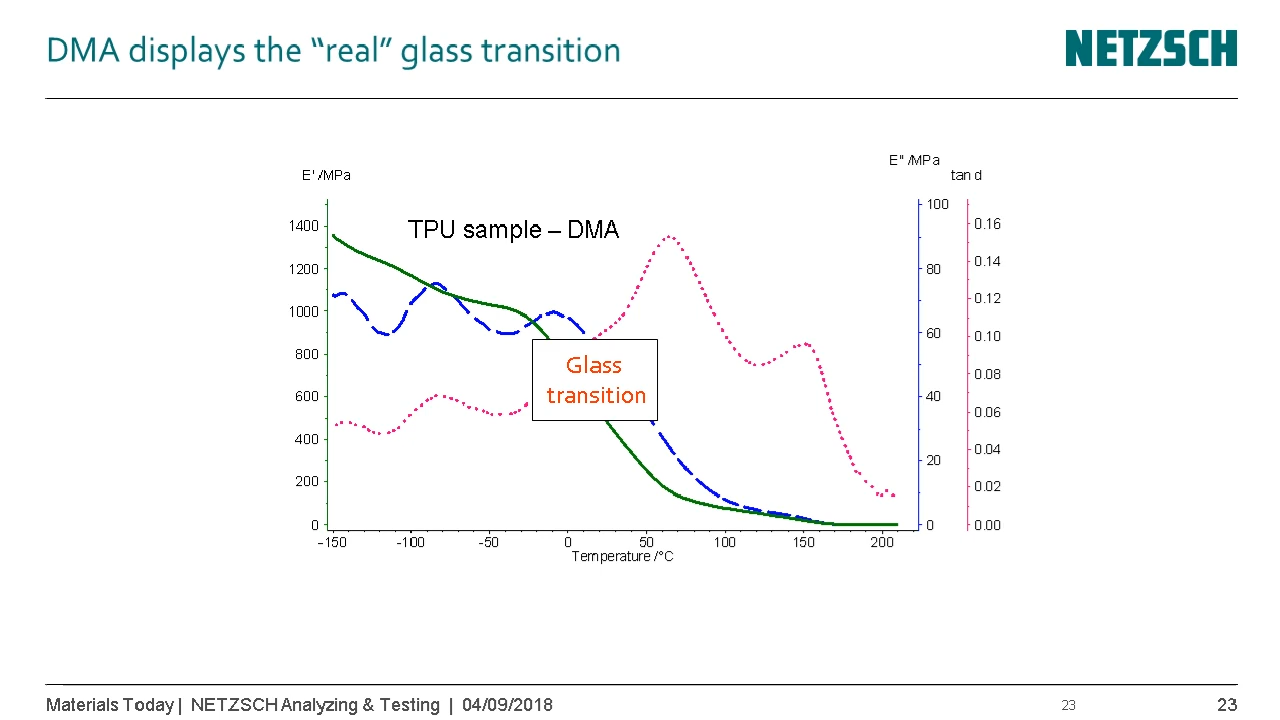 DMA displays the “real” glass transition
NETZSCH
E' /MPa
E" /MPa
tan d
TPU sample – DMA
1400
1200
1000
800
600
400
200
0
100
80
60
40
20
0
0.16
0.14
0.12
0.10
0.08
0.06
0.04
0.02
0.00
Glass
transition
-150 -100 -50 0 50 100 150 200
Temperature /°C
Materials Today | NETZSCH Analyzing & Testing | 04/09/2018
23
23